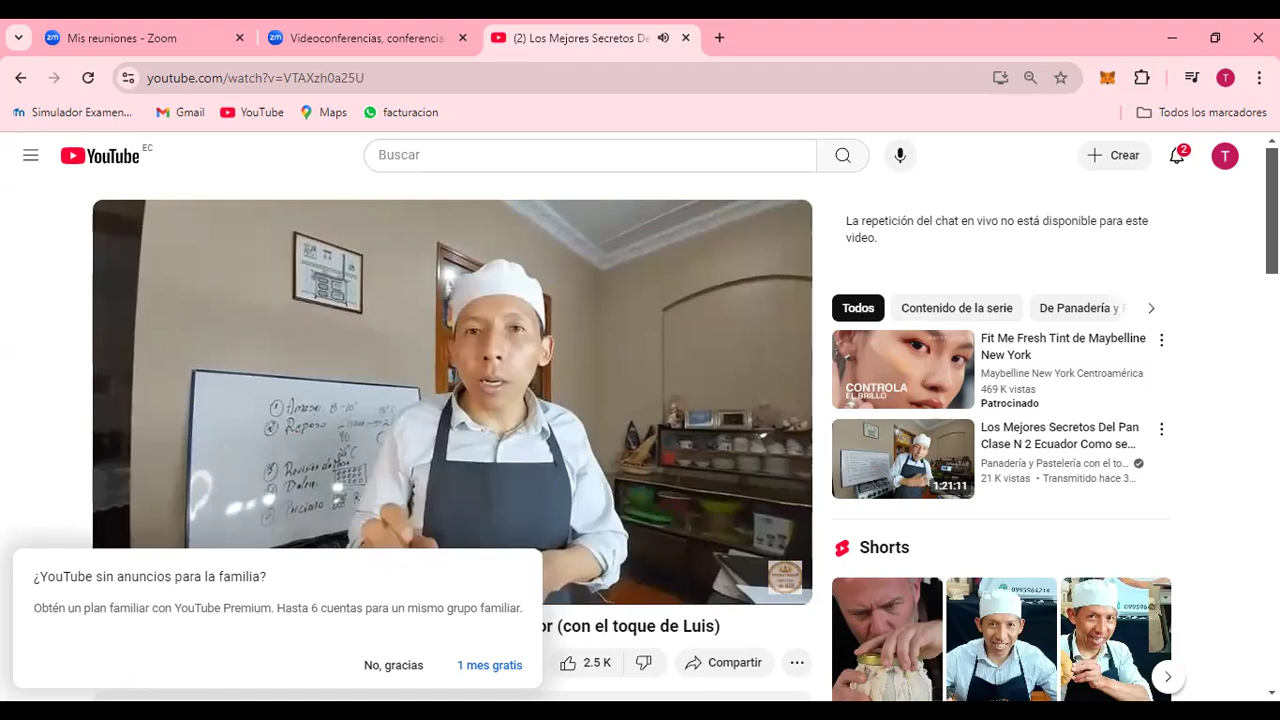 Mis reuniones - Zoom
Videoconferencias, conferencia
(2) Los Mejores Secretos De
youtube.com/watch?v=VTAXzh0a25U
Simulador Examen...
Gmail
YouTube
Maps
facturacion
Todos los marcadores
YouTube
EC
Buscar
Crear
2
T
La repetición del chat en vivo no está disponible para este
video.
Todos
Contenido de la serie
De Panadería y
Fit Me Fresh Tint de Maybelline
New York
Maybelline New York Centroamérica
469 K vistas
Patrocinado
CONTROLA
EL BRILLO
Los Mejores Secretos Del Pan
Clase N 2 Ecuador Como se...
Panadería y Pastelería con el to...
21 K vistas • Transmitido hace 3...
1:21:11
Shorts
① Amase 8-10'
② Reposo
¿YouTube sin anuncios para la familia?
Obtén un plan familiar con YouTube Premium. Hasta 6 cuentas para un mismo grupo familiar.
No, gracias
1 mes gratis
or (con el toque de Luis)
2.5 K
Compartir